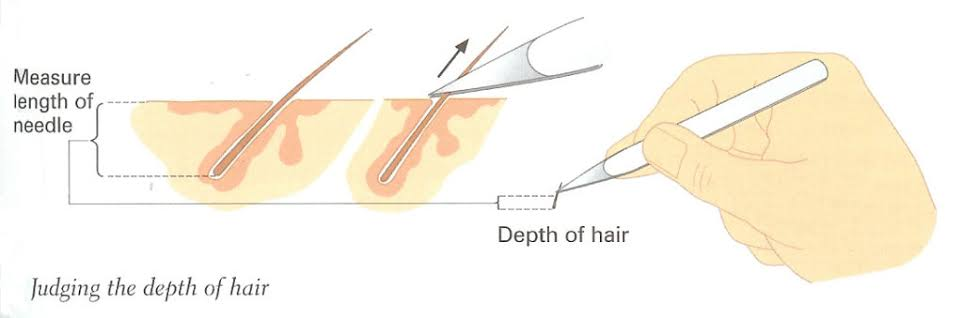 Measure
length of
needle
Depth of hair
Judging the depth of hair